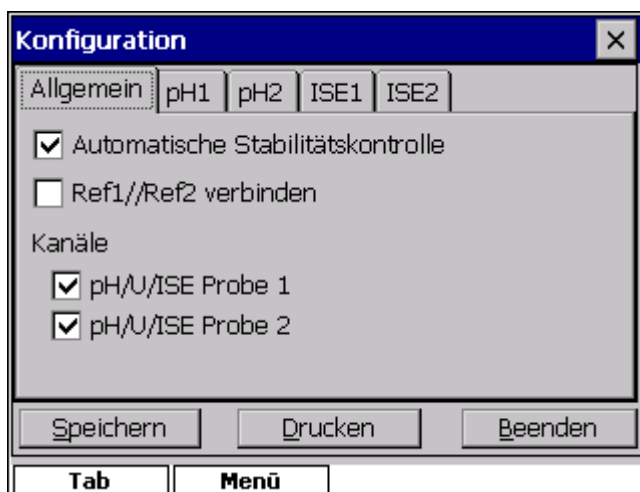 Konfiguration
Allgemein pH1 pH2 ISE1 ISE2
Automatische Stabilitätskontrolle
Ref1//Ref2 verbinden
Kanäle
pH/U/ISE Probe 1
pH/U/ISE Probe 2
Speichern Drucken Beenden
Tab Menü